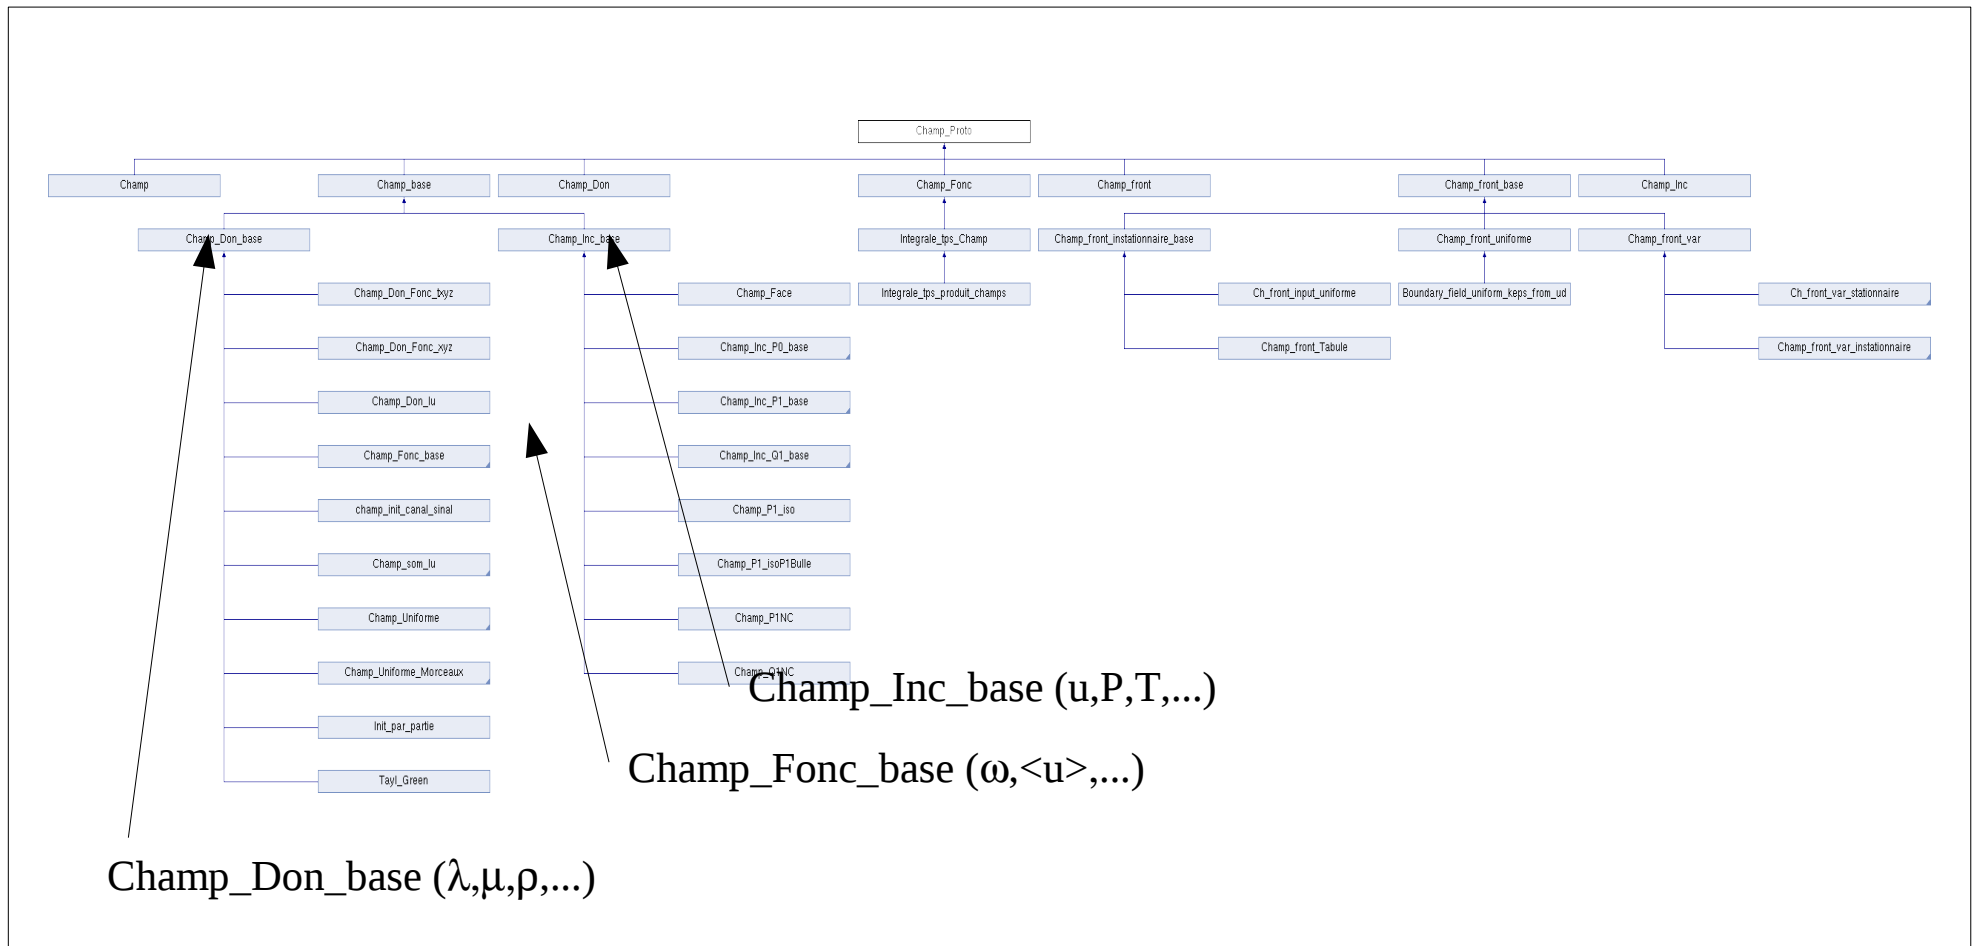 Champ_Proto
Champ
Champ_base
Champ_Don
Champ_Fonc
Champ_front
Champ_front_base
Champ_Inc
Champ_Don_base
Champ_Inc_base
Integrale_tps_Champ
Champ_front_instationnaire_base
Champ_front_uniforme
Champ_front_var
Champ_Don_Fonc_txyz
Champ_Face
Integrale_tps_produit_champs
Ch_front_input_uniforme
Boundary_field_uniform_keps_from_ud
Ch_front_var_stationnaire
Champ_Don_Fonc_xyz
Champ_Inc_P0_base
Champ_front_Tabule
Champ_front_var_instationnaire
Champ_Don_lu
Champ_Inc_P1_base
Champ_Fonc_base
Champ_Inc_Q1_base
champ_init_canal_sinal
Champ_P1_iso
Champ_som_lu
Champ_P1_isoP1Bulle
Champ_Uniforme
Champ_P1NC
Champ_Uniforme_Morceaux
Champ_Q1NC
Champ_Inc_base (u,P,T,...)
Init_par_partie
Champ_Fonc_base (ω,<u>,...)
Tayl_Green
Champ_Don_base (λ,μ,ρ,...)